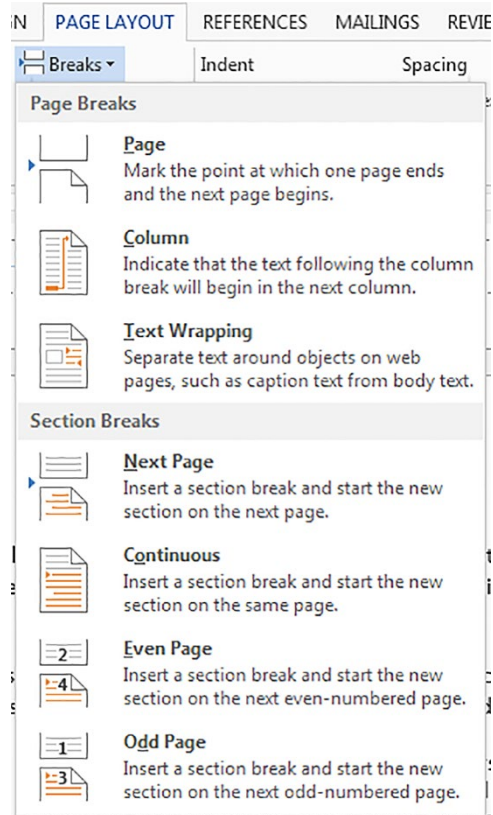 PAGE LAYOUT REFERENCES MAILINGS
Breaks Indent Spacing
Page Breaks
Page
Mark the point at which one page ends
and the next page begins.
Column
Indicate that the text following the column
break will begin in the next column.
Text Wrapping
Separate text around objects on web
pages, such as caption text from body text.
Section Breaks
Next Page
Insert a section break and start the new
section on the next page.
Continuous
Insert a section break and start the new
section on the same page.
2
Even Page
Insert a section break and start the new
4
section on the next even-numbered page.
1
Odd Page
Insert a section break and start the new
3
section on the next odd-numbered page.